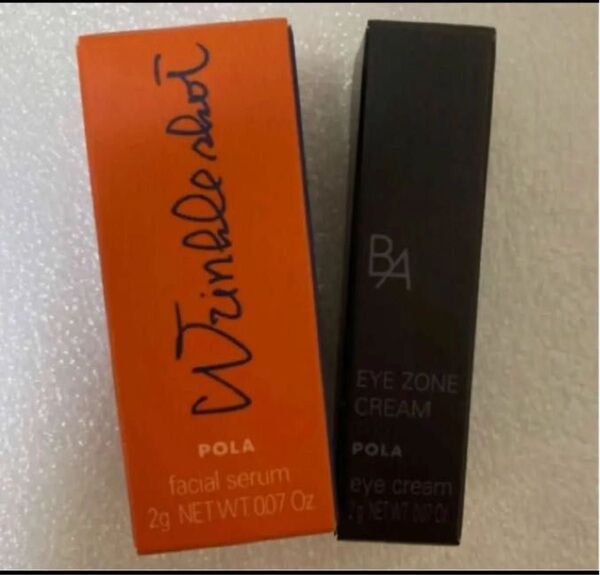 Wrinkle shot
POLA
facial serum
2g NET WT 0.07 Oz
BA
EYE ZONE
CREAM
POLA
eye cream
2g NET WT 0.07 Oz